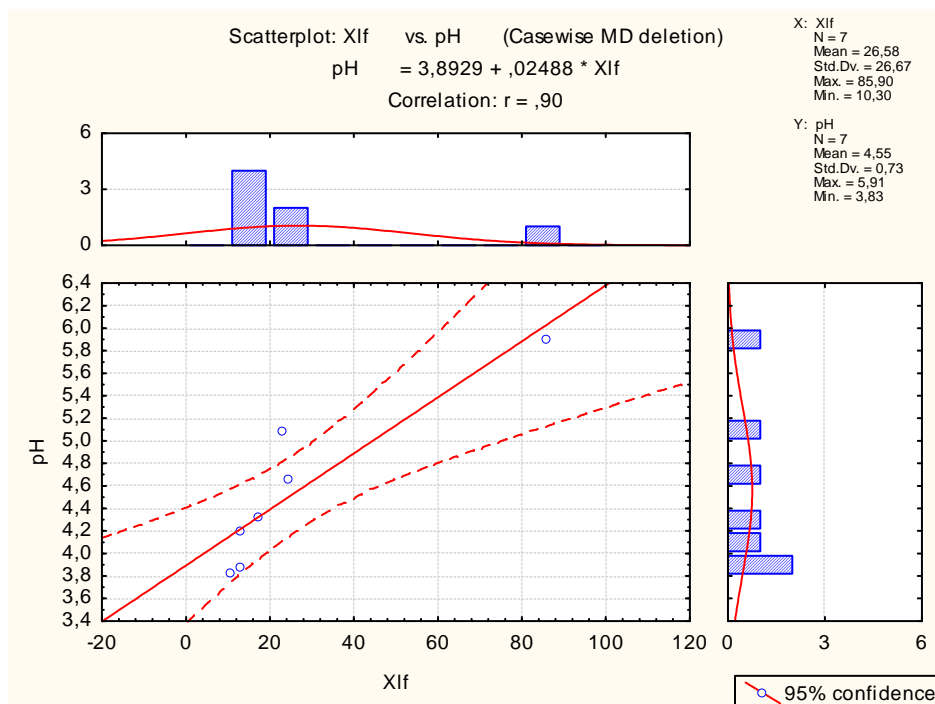 Scatterplot: Xlf vs. pH (Casewise MD deletion)
pH = 3,8929 + ,02488 * Xlf
Correlation: r = ,90
X: Xlf
N = 7
Mean = 26,58
Std.Dv. = 26,67
Max. = 85,90
Min. = 10,30
Y: pH
N = 7
Mean = 4,55
Std.Dv. = 0,73
Max. = 5,91
Min. = 3,83
6
3
0
6,4
6,2
6,0
5,8
5,6
5,4
5,2
5,0
4,8
4,6
4,4
4,2
4,0
3,8
3,6
3,4
pH
-20 0 20 40 60 80 100 120
Xlf
0 3 6
95% confidence